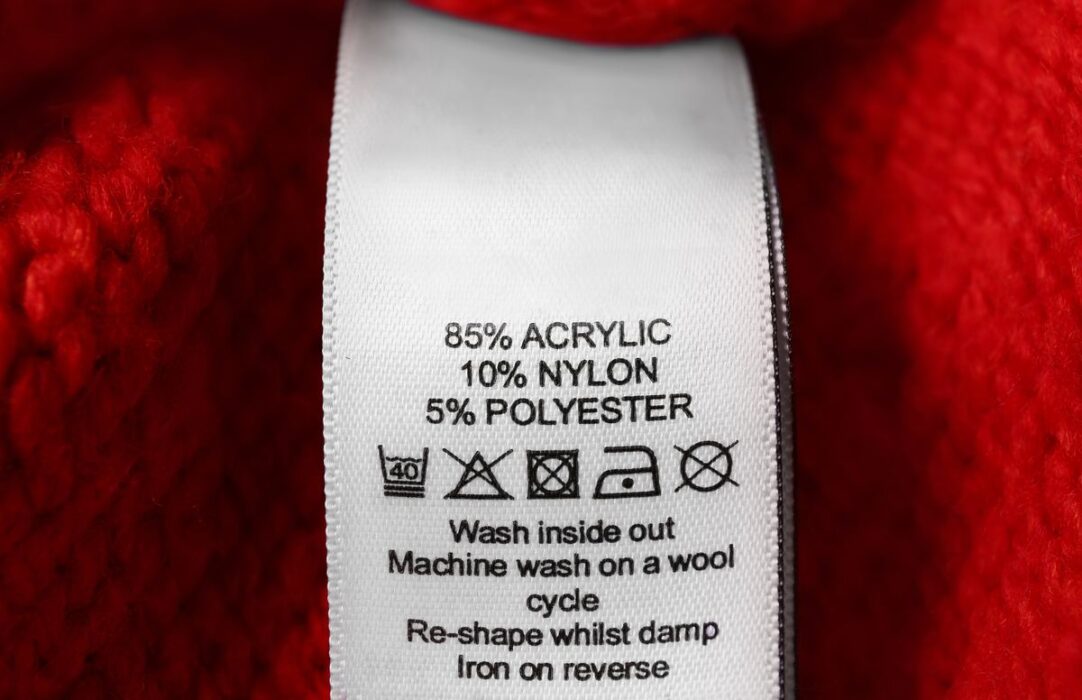 85% ACRYLIC
10% NYLON
5% POLYESTER
40
Wash inside out
Machine wash on a wool
cycle
Re-shape whilst damp
Iron on reverse